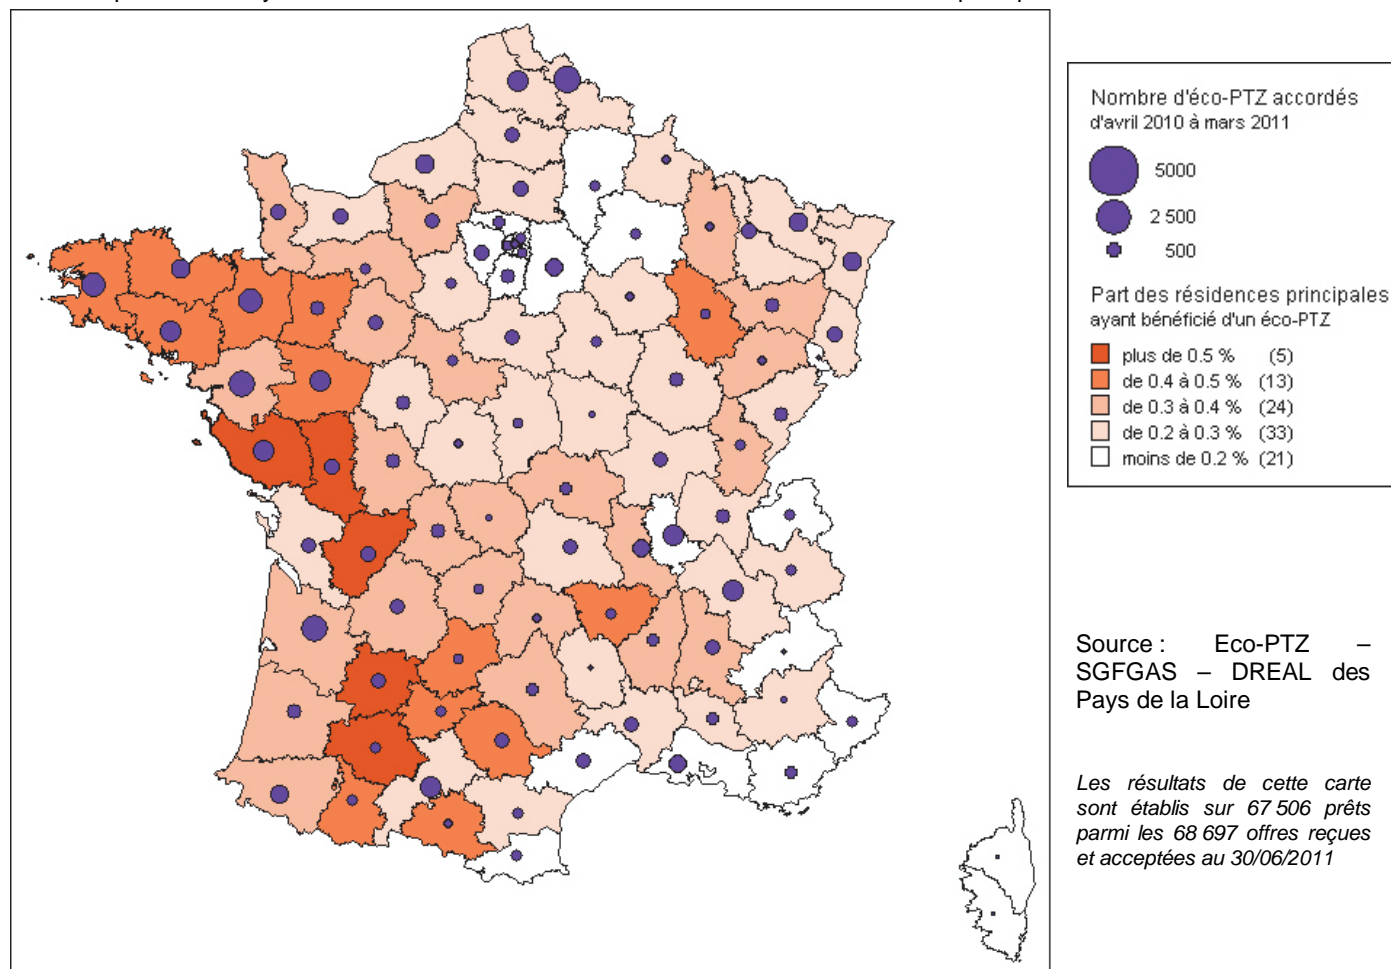 Nombre d'éco-PTZ accordés
d'avril 2010 à mars 2011
5000
2 500
500
Part des résidences principales
ayant bénéficié d'un éco-PTZ
plus de 0.5 % (5)
de 0.4 à 0.5 % (13)
de 0.3 à 0.4 % (24)
de 0.2 à 0.3 % (33)
moins de 0.2 % (21)
Source : Eco-PTZ –
SGFGAS – DREAL des
Pays de la Loire
Les résultats de cette carte
sont établis sur 67 506 prêts
parmi les 68 697 offres reçues
et acceptées au 30/06/2011